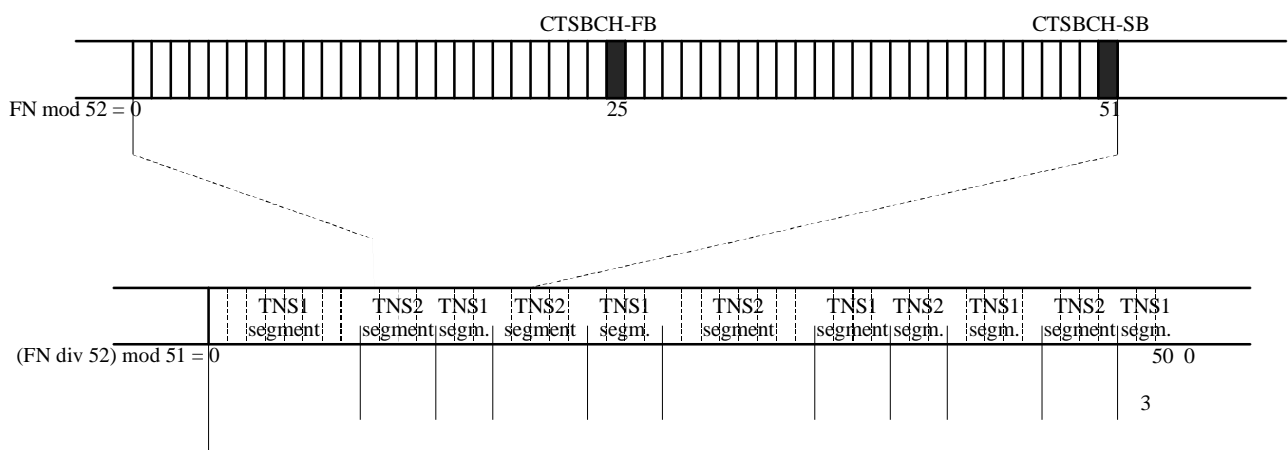 CTSBCH-FB CTSBCH-SB
FN mod 52 = 0 25 51
TNS1 TNS2 TNS1 TNS2 TNS1 TNS2 TNS1 TNS2 TNS1 TNS2 TNS1
segment segment segm. segment segm. segment segment segm. segment segment segm.
(FN div 52) mod 51 = 0 50 0
3